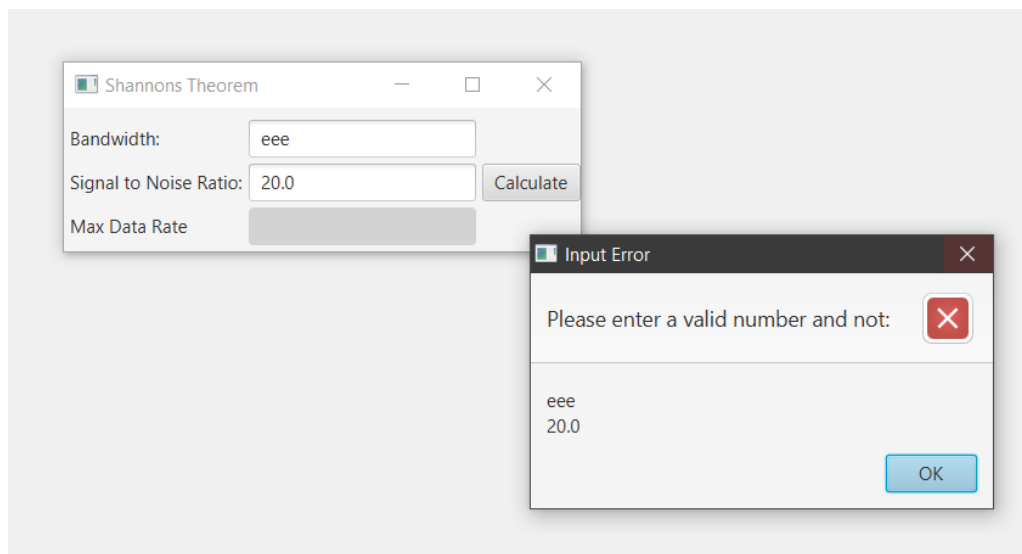 Shannons Theorem
Bandwidth: eee
Signal to Noise Ratio: 20.0 Calculate
Max Data Rate
Input Error
Please enter a valid number and not:
eee
20.0
OK